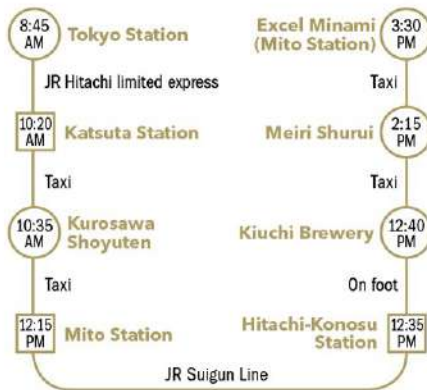 8:45
AM
Tokyo Station
JR Hitachi limited express
10:20
AM
Katsuta Station
Taxi
10:35
AM
Kurosawa
Shoyuten
Taxi
12:15
PM
Mito Station
JR Suigun Line
Hitachi-Konosu
Station
12:35
PM
On foot
Kiuchi Brewery
12:40
PM
Taxi
Meiri Shurui
2:15
PM
Taxi
Excel Minami
(Mito Station)
3:30
PM